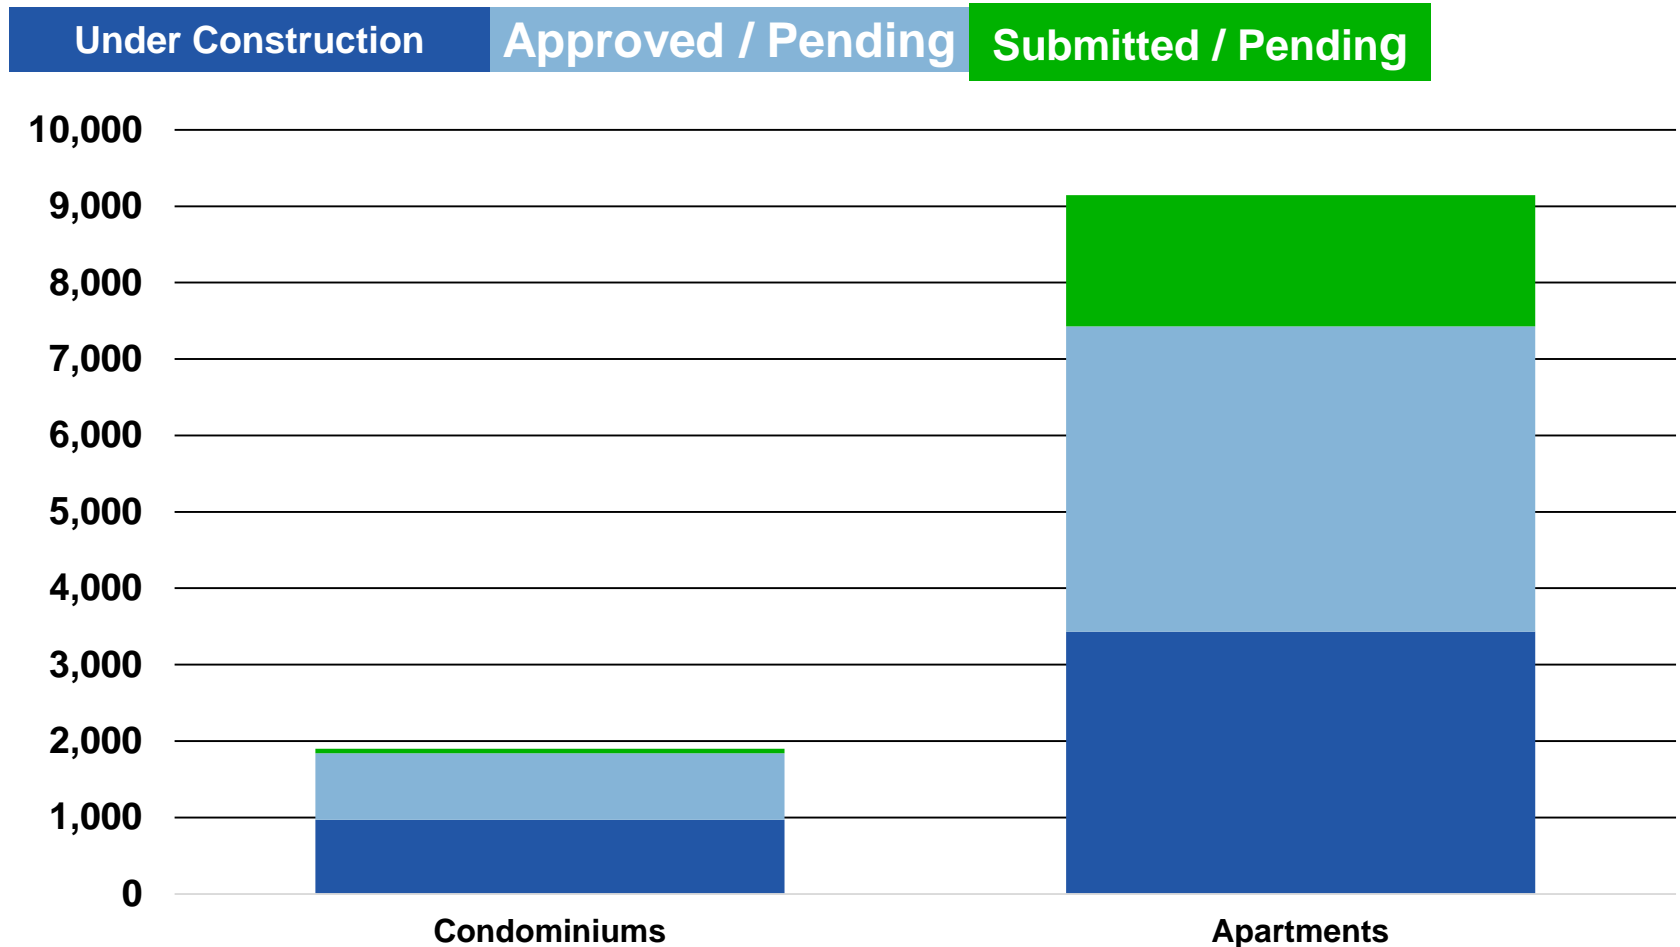 Under Construction
Approved / Pending
Submitted / Pending
10,000
9,000
8,000
7,000
6,000
5,000
4,000
3,000
2,000
1,000
0
Condominiums
Apartments